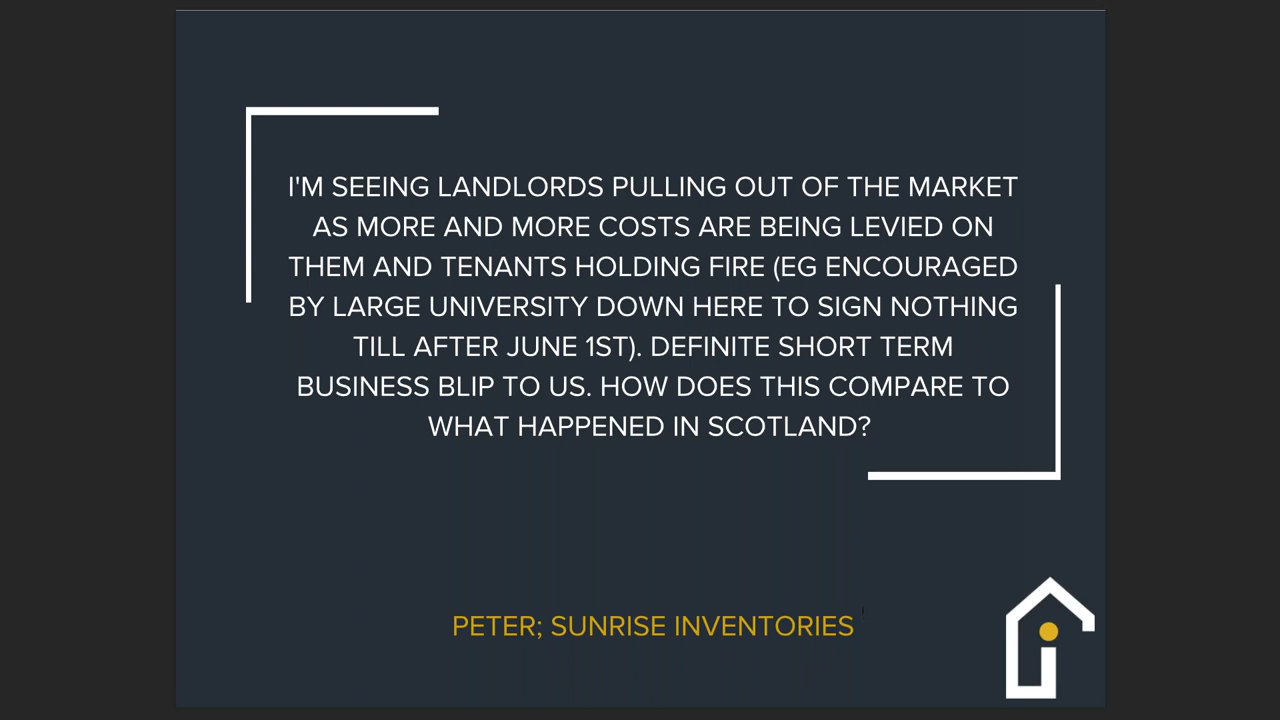 I'M SEEING LANDLORDS PULLING OUT OF THE MARKET
AS MORE AND MORE COSTS ARE BEING LEVIED ON
THEM AND TENANTS HOLDING FIRE (EG ENCOURAGED
BY LARGE UNIVERSITY DOWN HERE TO SIGN NOTHING
TILL AFTER JUNE 1ST). DEFINITE SHORT TERM
BUSINESS BLIP TO US. HOW DOES THIS COMPARE TO
WHAT HAPPENED IN SCOTLAND?
PETER; SUNRISE INVENTORIES